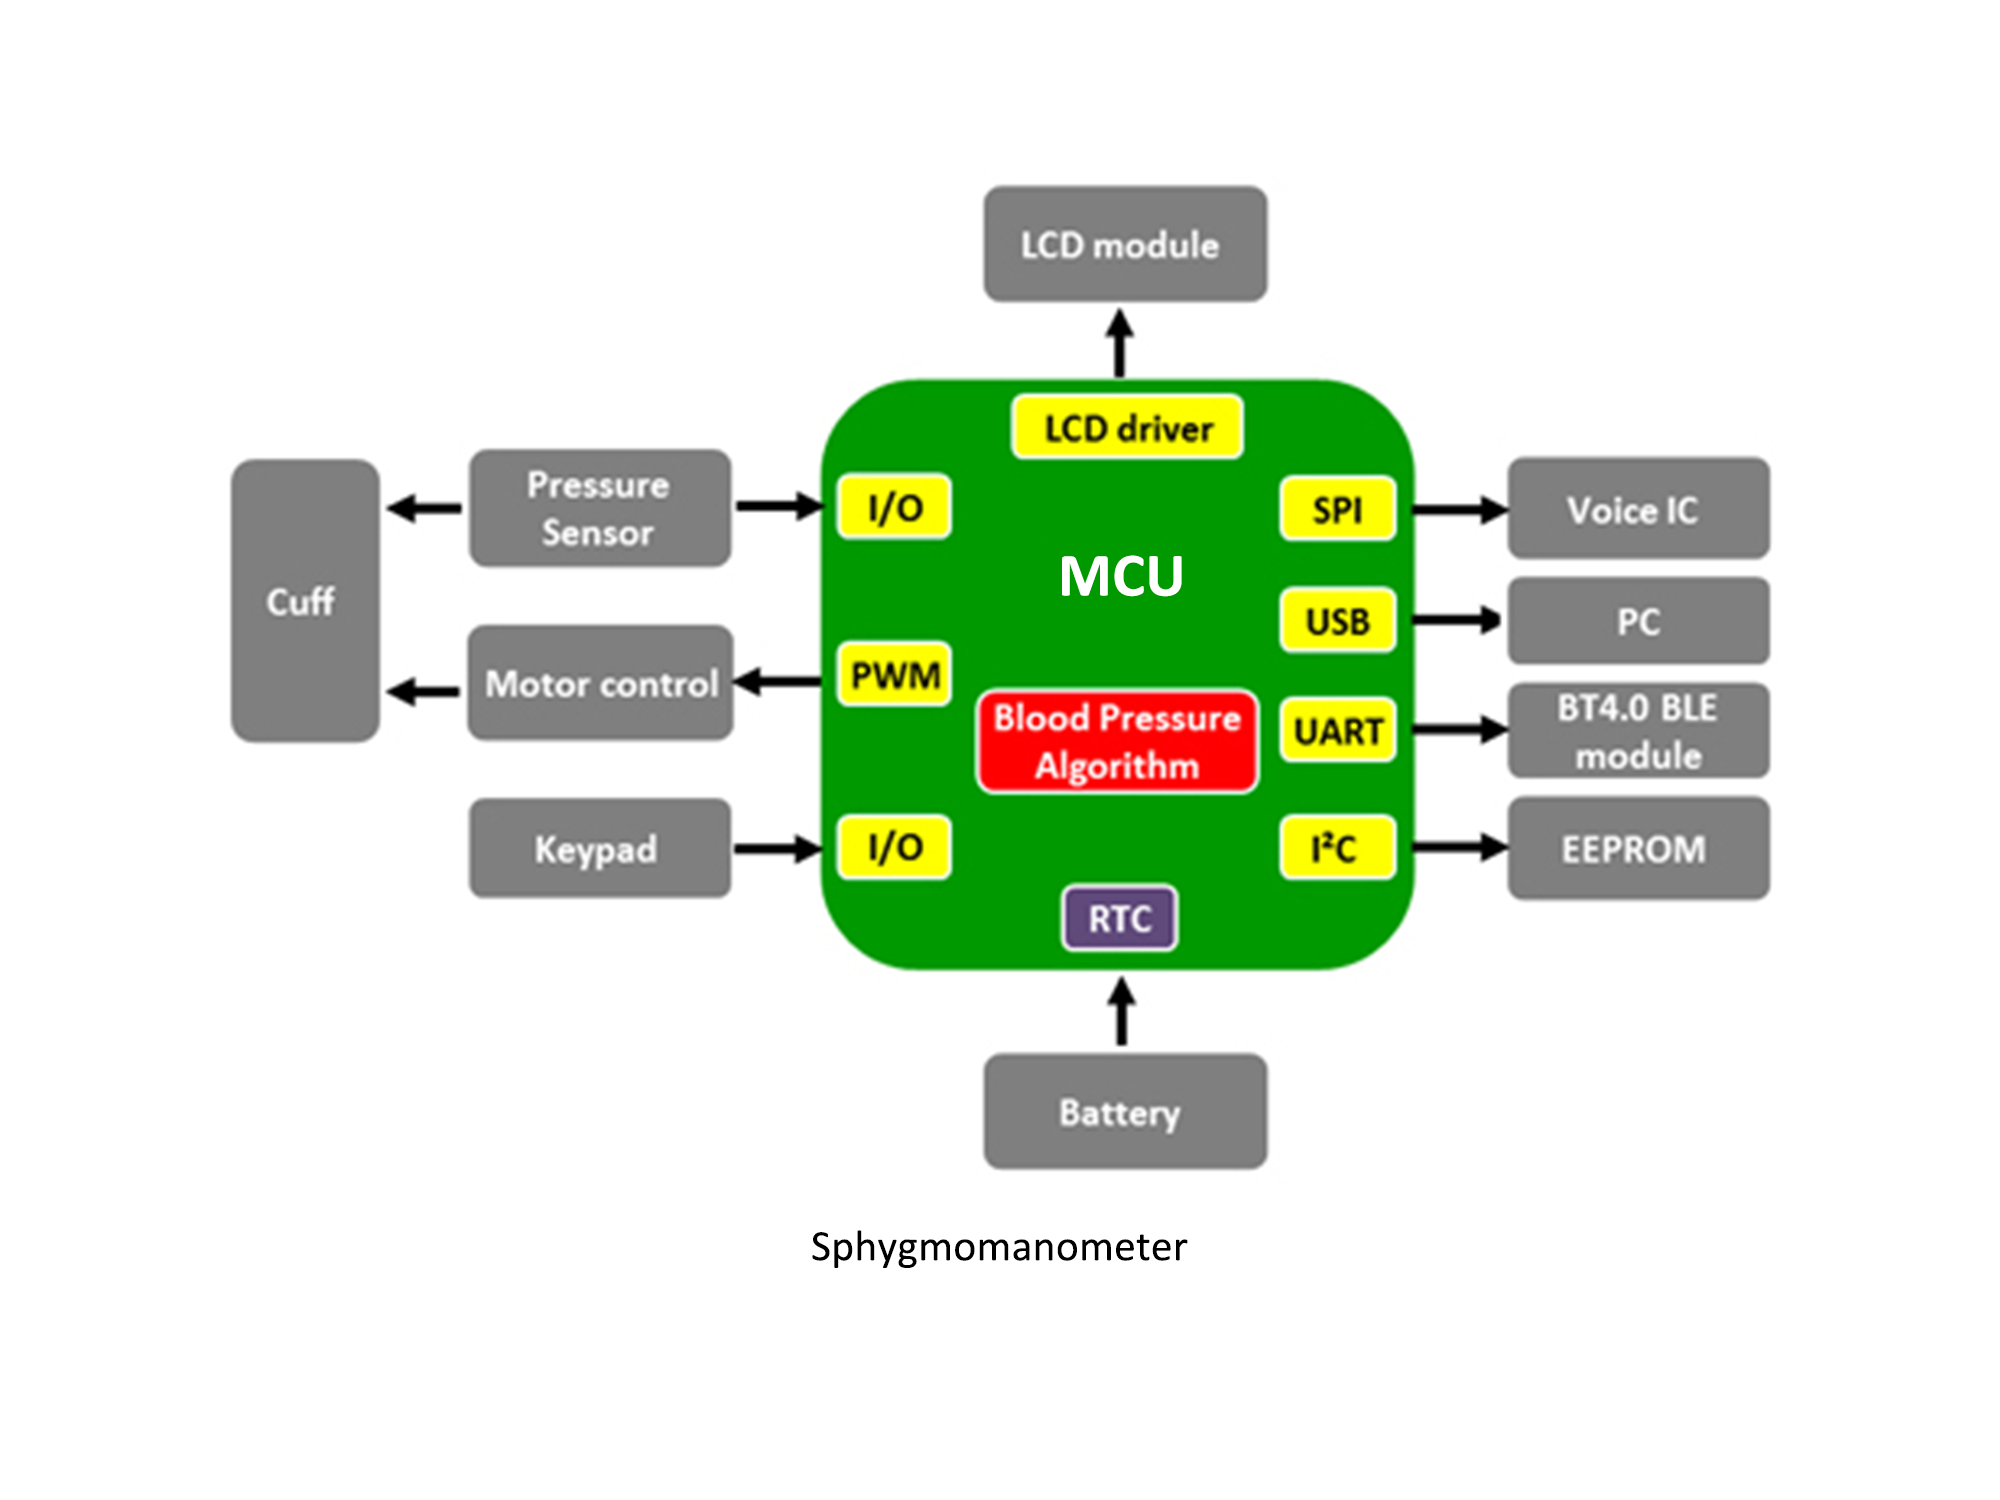 LCD module
LCD driver
Pressure
Sensor
I/O
SPI
Voice IC
Cuff
MCU
USB
PC
Motor control
PWM
Blood Pressure
Algorithm
UART
BT4.0 BLE
module
Keypad
I/O
I²C
EEPROM
RTC
Battery
Sphygmomanometer